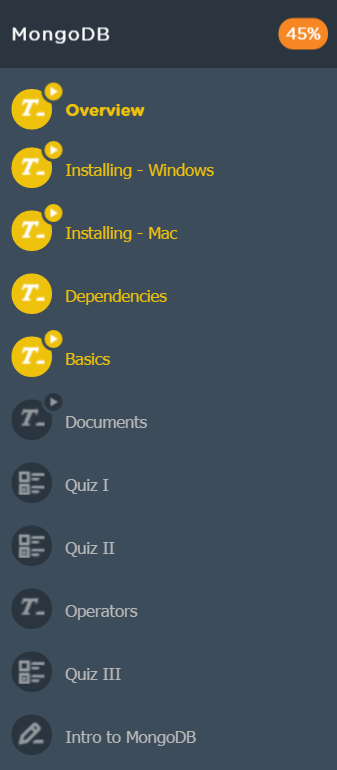 MongoDB 45%
Overview
Installing - Windows
Installing - Mac
Dependencies
Basics
Documents
Quiz I
Quiz II
Operators
Quiz III
Intro to MongoDB